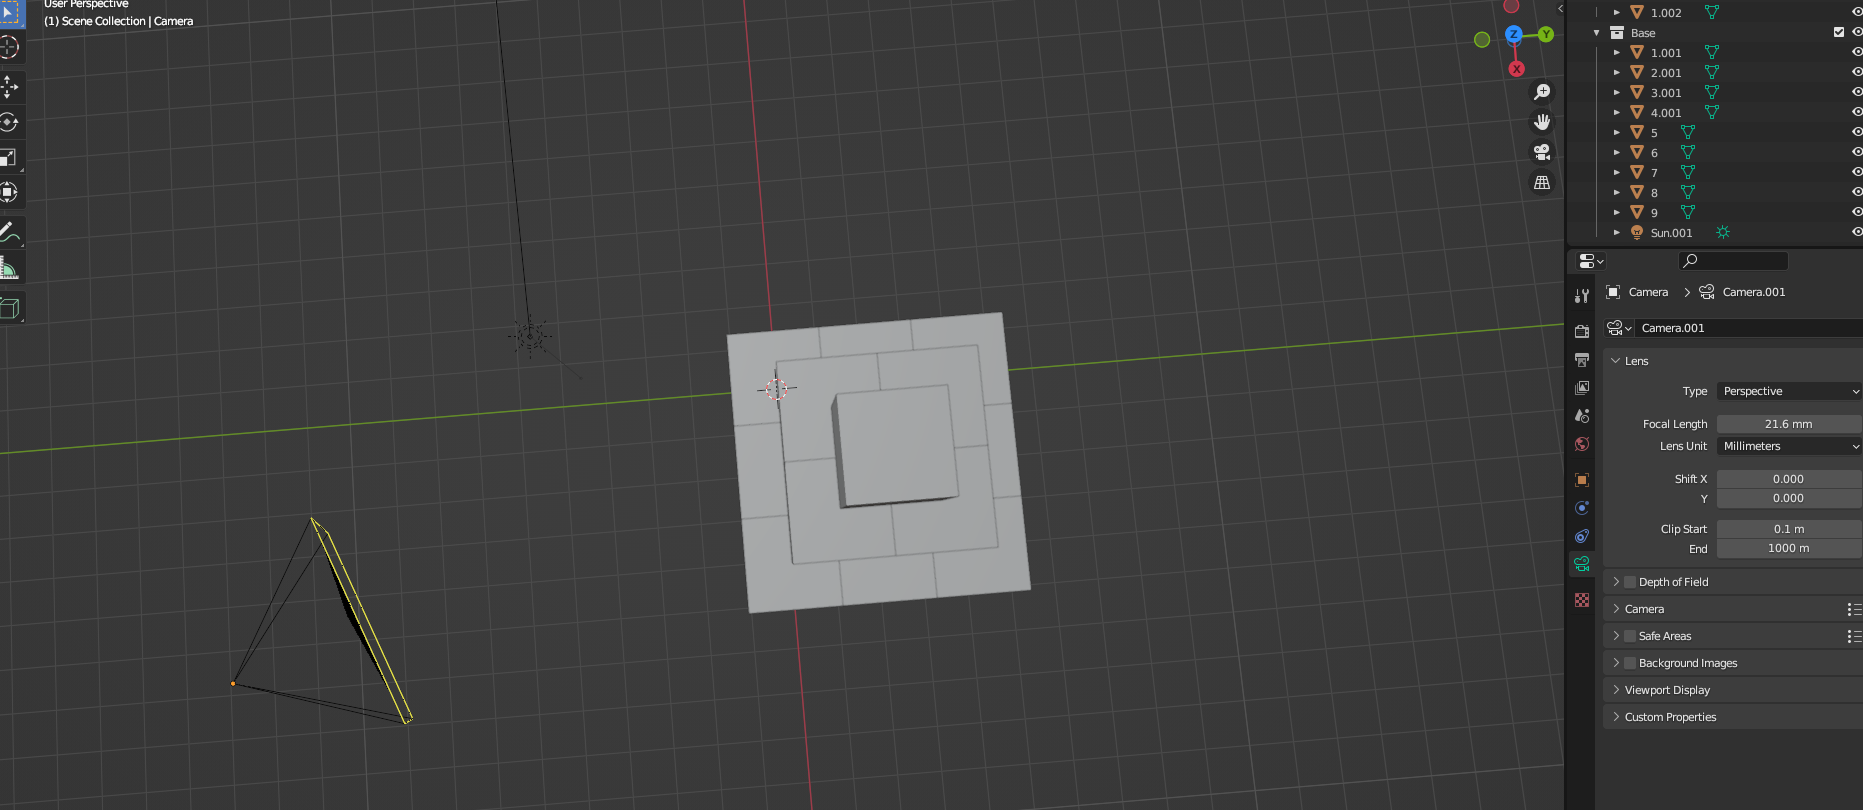 User Perspective
(1) Scene Collection | Camera
Z
Y
X
1.002
Base
1.001
2.001
3.001
4.001
5
6
7
8
9
Sun.001
Camera > Camera.001
Camera.001
Lens
Type Perspective
Focal Length 21.6 mm
Lens Unit Millimeters
Shift X 0.000
Y 0.000
Clip Start 0.1 m
End 1000 m
Depth of Field
Camera
Safe Areas
Background Images
Viewport Display
Custom Properties